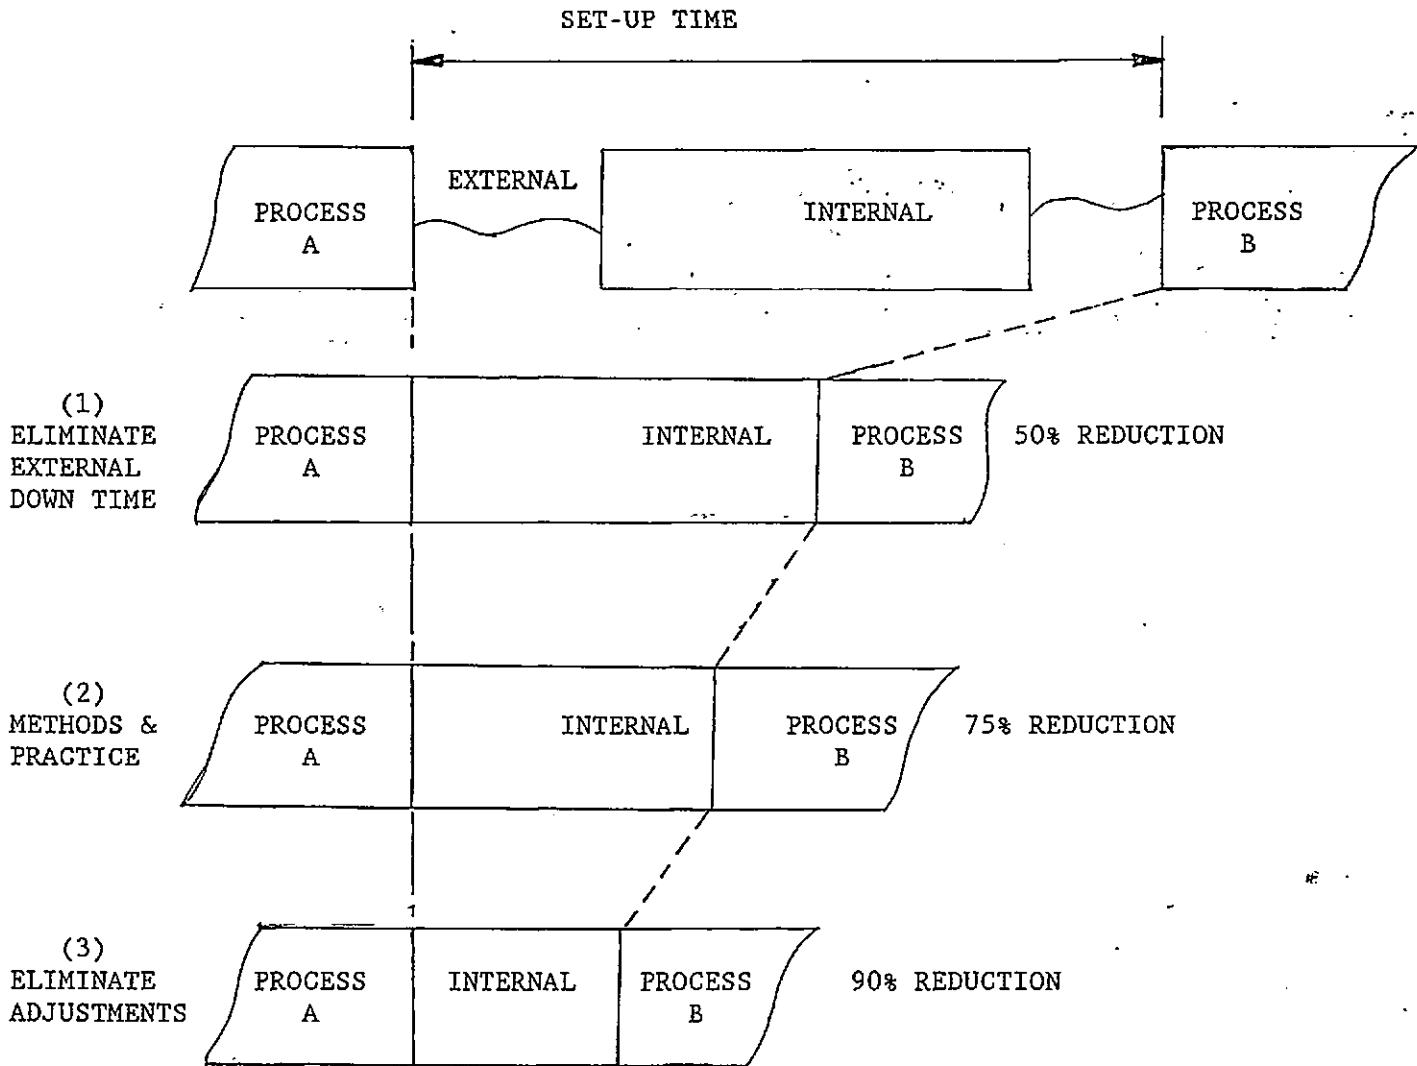 SET-UP TIME
PROCESS
A
EXTERNAL
INTERNAL
PROCESS
B
(1)
ELIMINATE
EXTERNAL
DOWN TIME
PROCESS
A
INTERNAL
PROCESS
B
50% REDUCTION
(2)
METHODS &
PRACTICE
PROCESS
A
INTERNAL
PROCESS
B
75% REDUCTION
(3)
ELIMINATE
ADJUSTMENTS
PROCESS
A
INTERNAL
PROCESS
B
90% REDUCTION